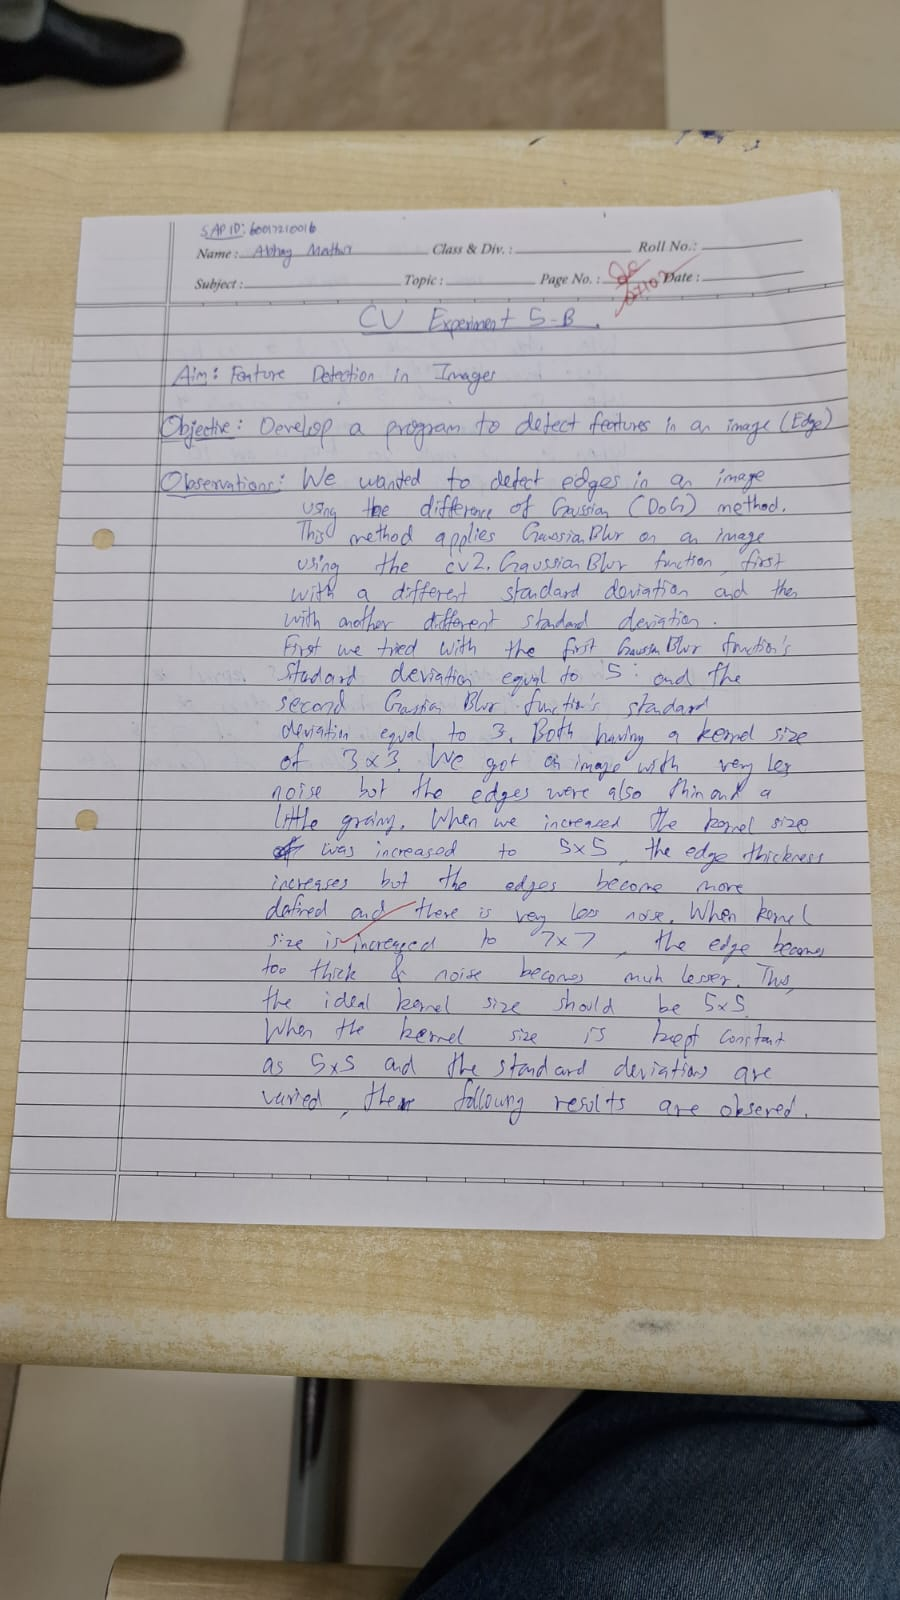 SAP ID: 60017210016
Name : Abhay Mathur Class & Div. : Roll No.:
Subject : Topic : Page No. : Date :
CV Experiment 5-B.
Aim: Feature Detection in Images
Objective: Develop a program to detect features in an image (Edge)
Observations: We wanted to detect edges in an image
using the difference of Gaussian (DoG) method.
This method applies Gaussian Blur on an image
using the cv2. Gaussian Blur function, first
with a different standard deviation and then
with another different standard deviation.
First we tried with the first Gaussian Blur function's
Standard deviation equal to 5 and the
second Gaussian Blur function's standard
deviation equal to 3. Both having a kernel size
of 3x3. We got an image with very less
noise but the edges were also thin and a
little grainy. When we increased the kernel size
was increased to 5x5, the edge thickness
increases but the edges become more
defined and there is very less noise. When kernel
size is increased to 7x7, the edge becomes
too thick & noise becomes much lesser. Thus,
the ideal kernel size should be 5x5.
When the kernel size is kept constant
as 5x5 and the standard deviations are
varied, the following results are observed.